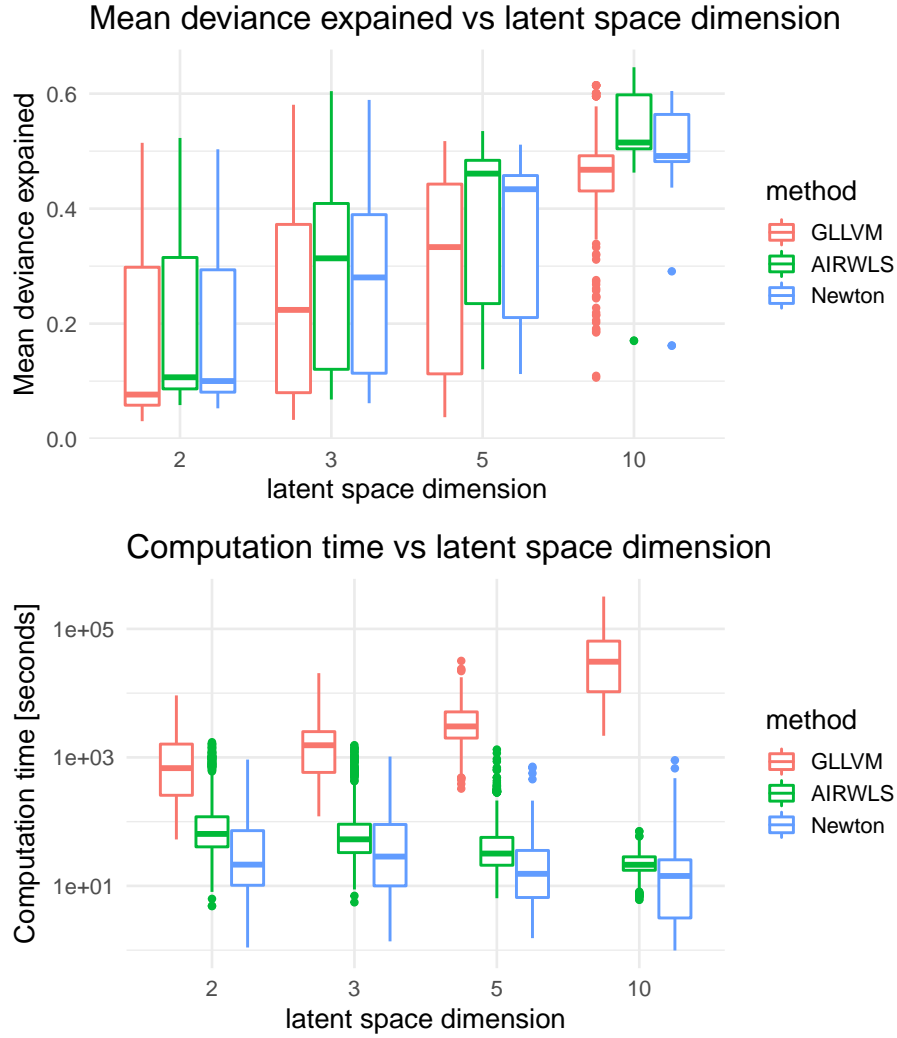 Mean deviance expained vs latent space dimension
Mean deviance expained
0.6
0.4
0.2
0.0
2 3 5 10
latent space dimension
method
GLLVM
AIRWLS
Newton
Computation time vs latent space dimension
Computation time [seconds]
1e+05
1e+03
1e+01
2 3 5 10
latent space dimension
method
GLLVM
AIRWLS
Newton